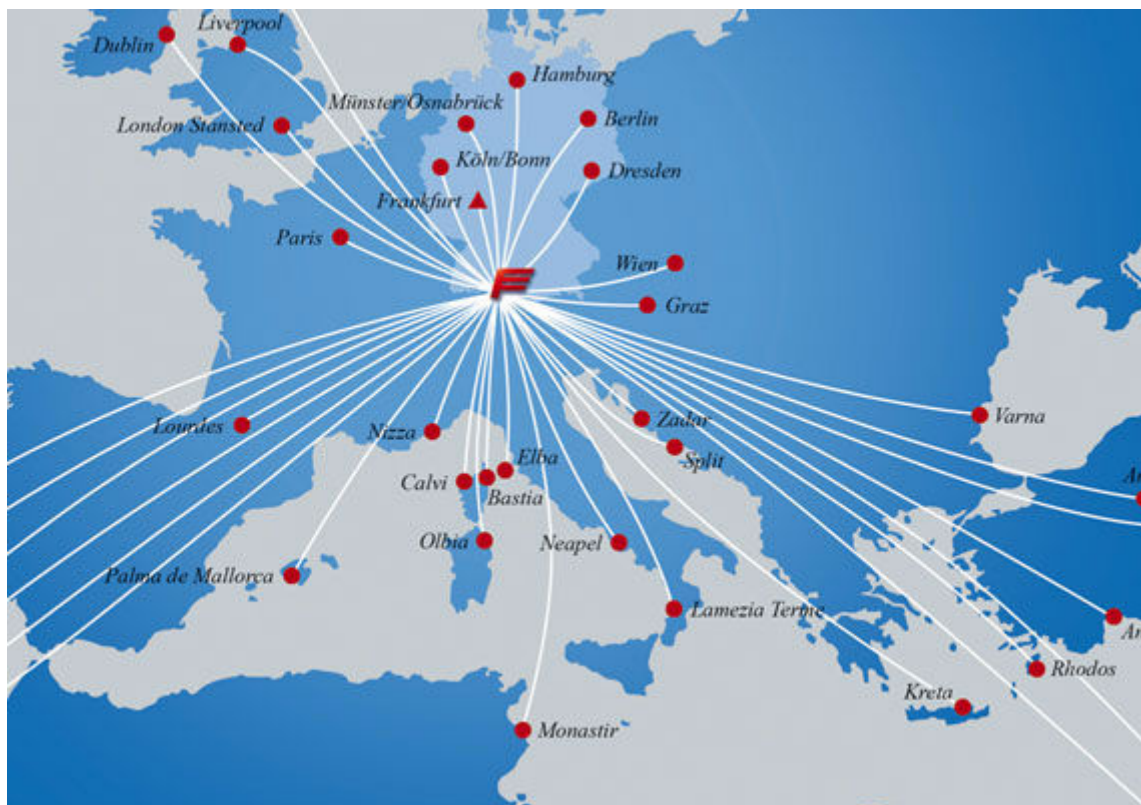 Liverpool
Dublin
Hamburg
Münster/Osnabrück
Berlin
London Stansted
Köln/Bonn
Dresden
Frankfurt
Paris
Wien
F
Graz
Lourdes
Nizza
Zadar
Varna
Split
Elba
Calvi
Bastia
Olbia
Neapel
Palma de Mallorca
Lamezia Terme
Rhodos
Kreta
Monastir